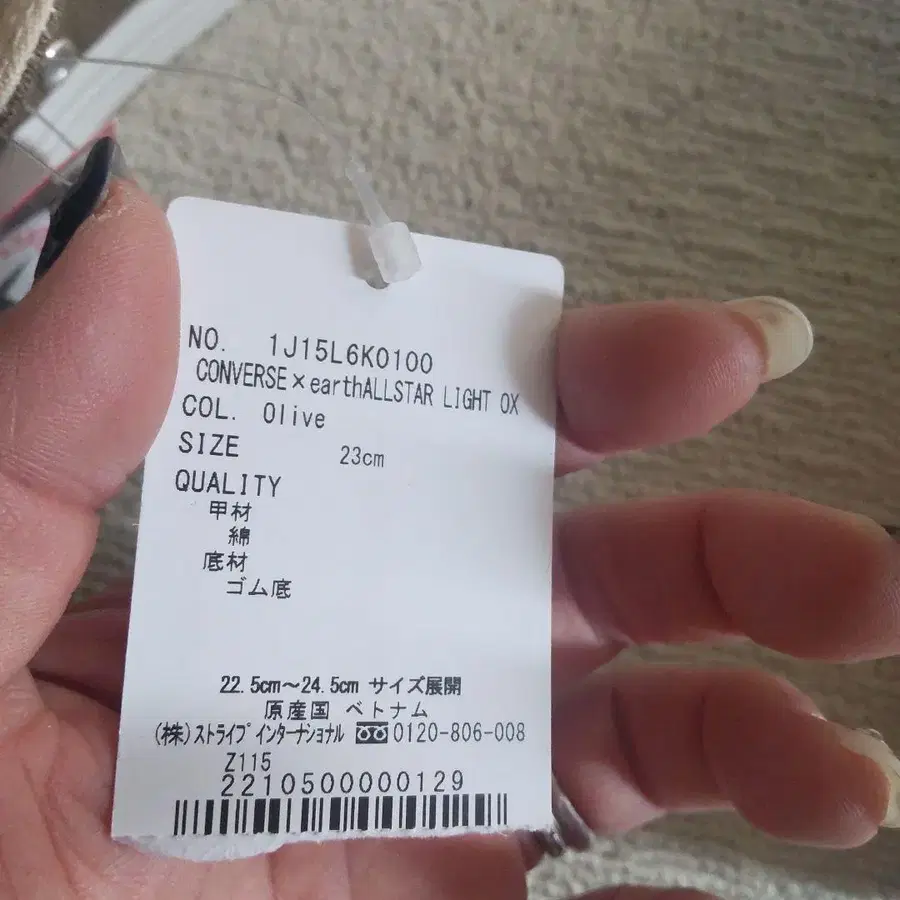 NO. 1J15L6K0100
CONVERSE×earthALLSTAR LIGHT OX
COL. Olive
SIZE 23cm
QUALITY
甲材
綿
底材
ゴム底
22.5cm～24.5cm サイズ展開
原産国 ベトナム
(株)ストライプインターナショナル 0120-806-008
Z115
2210500000129